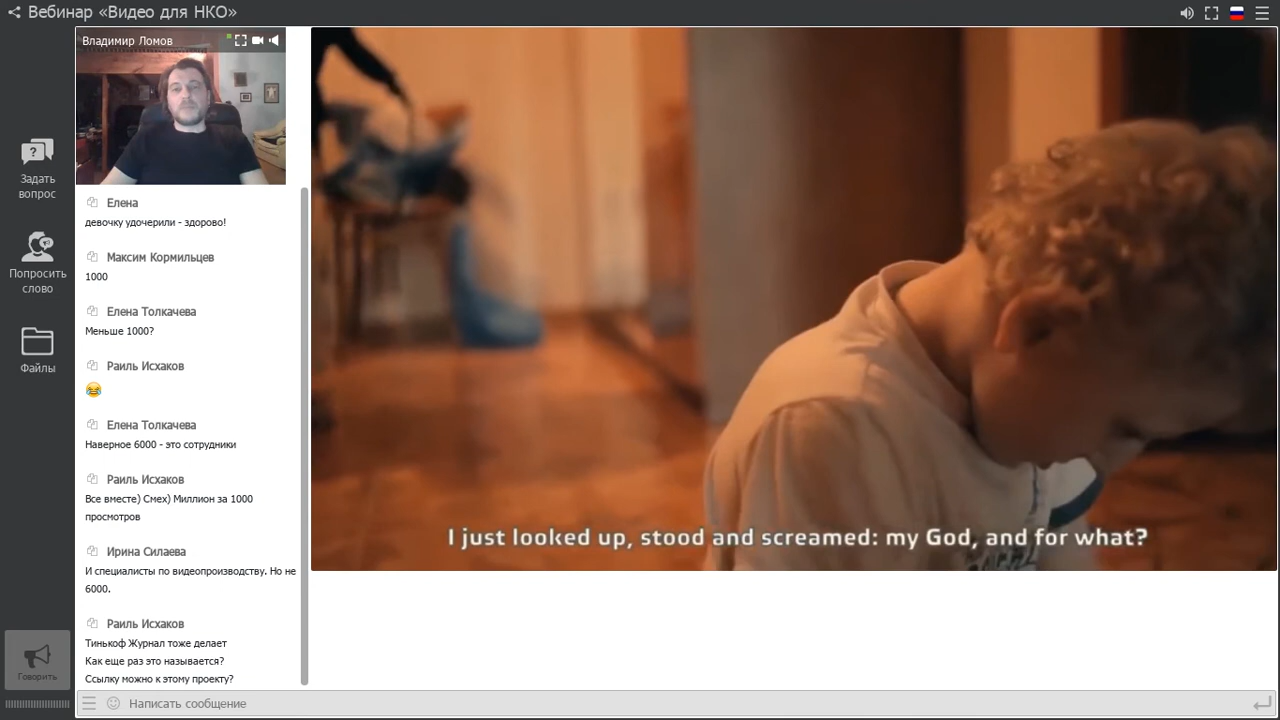 Вебинар «Видео для НКО»
Владимир Ломов
Задать
вопрос
Попросить
слово
Файлы
Говорить
Елена
девочку удочерили - здорово!
Максим Кормильцев
1000
Елена Толкачева
Меньше 1000?
Раиль Исхаков
Елена Толкачева
Наверное 6000 - это сотрудники
Раиль Исхаков
Все вместе) Смех) Миллион за 1000
просмотров
Ирина Силаева
И специалисты по видеопроизводству. Но не
6000.
Раиль Исхаков
Тинькоф Журнал тоже делает
Как еще раз это называется?
Ссылку можно к этому проекту?
Написать сообщение
I just looked up, stood and screamed: my God, and for what?